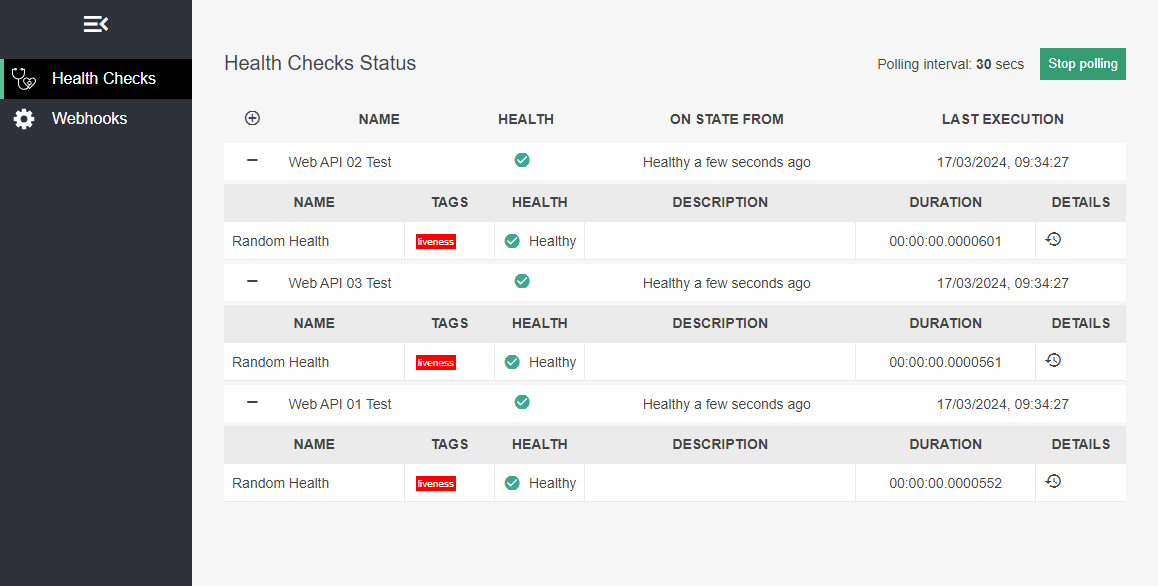 Health Checks
Webhooks
Health Checks Status
Polling interval: 30 secs Stop polling
NAME HEALTH ON STATE FROM LAST EXECUTION
Web API 02 Test Healthy a few seconds ago 17/03/2024, 09:34:27
NAME TAGS HEALTH DESCRIPTION DURATION DETAILS
Random Health liveness Healthy 00:00:00.0000601
Web API 03 Test Healthy a few seconds ago 17/03/2024, 09:34:27
NAME TAGS HEALTH DESCRIPTION DURATION DETAILS
Random Health liveness Healthy 00:00:00.0000561
Web API 01 Test Healthy a few seconds ago 17/03/2024, 09:34:27
NAME TAGS HEALTH DESCRIPTION DURATION DETAILS
Random Health liveness Healthy 00:00:00.0000552